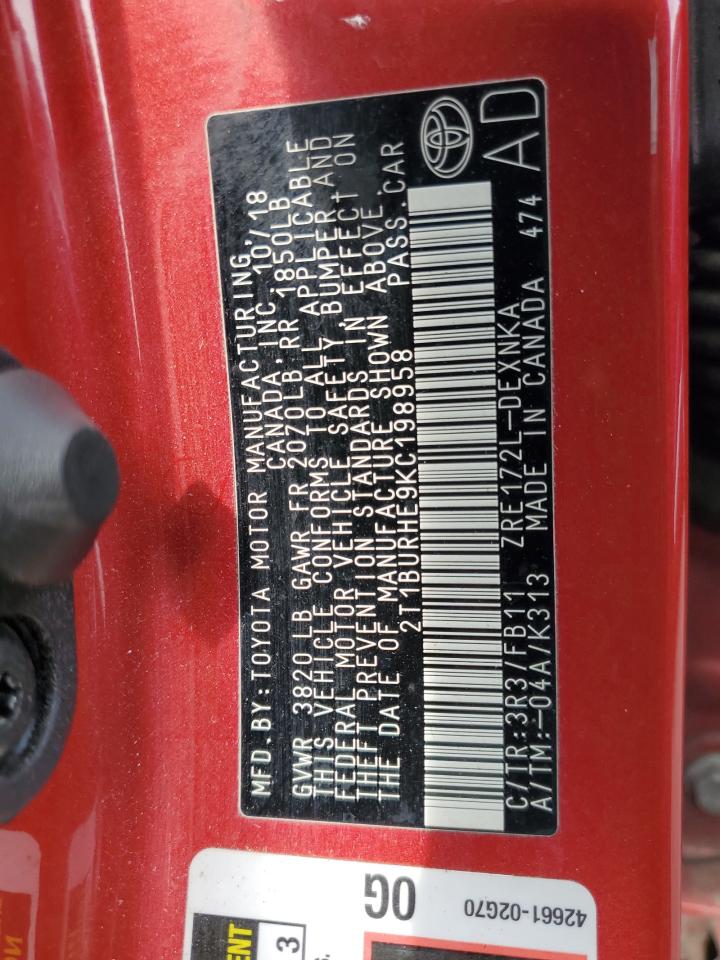 MFD.BY:TOYOTA MOTOR MANUFACTURING,
CANADA, INC. 10/18
GVWR 3820LB GAWR FR 2070LB, RR 1850LB
THIS VEHICLE CONFORMS TO ALL APPLICABLE
FEDERAL MOTOR VEHICLE SAFETY, BUMPER AND
THEFT PREVENTION STANDARDS IN EFFECT ON
THE DATE OF MANUFACTURE SHOWN ABOVE.
2T1BURHE9KC198958 PASS.CAR
C/TR:3R3/FB11 ZRE172L-DEXNKA AD
A/TM:-04A/K313 MADE IN CANADA 474
0G
42661-02G70
3